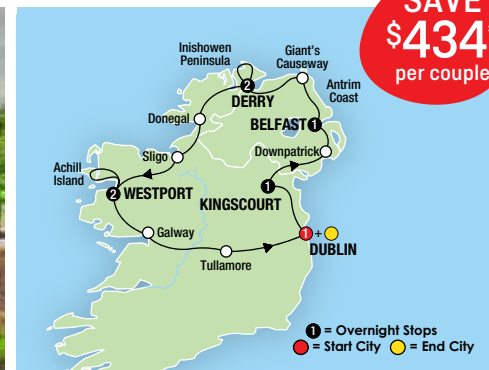 SAVE
$434*
per couple
Inishowen
Peninsula
Giant's
Causeway
2
DERRY
Antrim
Coast
Donegal
BELFAST 1
Downpatrick
Sligo
Achill
Island
2 WESTPORT
1
KINGSCOURT
Galway
1 +
DUBLIN
Tullamore
1 = Overnight Stops
= Start City = End City